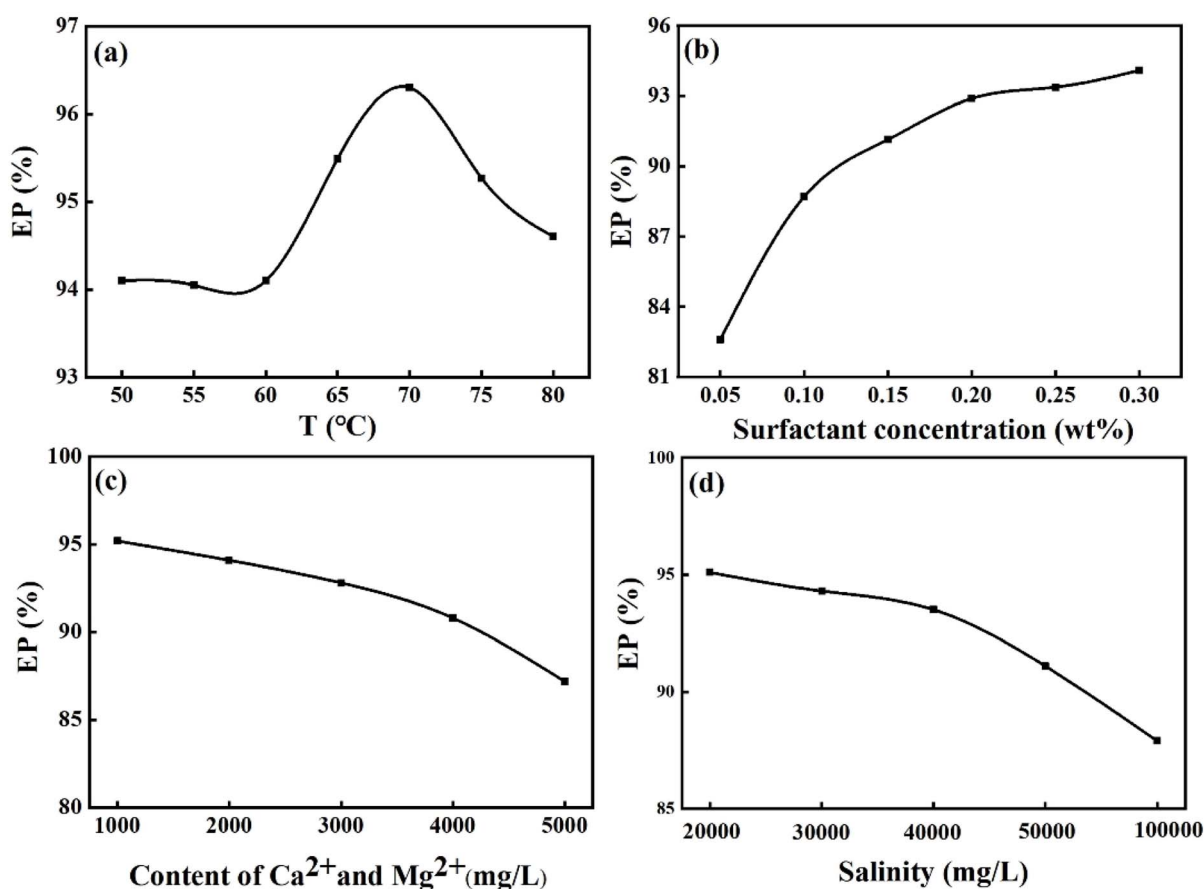 (a)
97
96
95
94
93
EP (%)
50 55 60 65 70 75 80
T (°C)
(b)
96
93
90
87
84
81
EP (%)
0.05 0.10 0.15 0.20 0.25 0.30
Surfactant concentration (wt%)
(c)
100
95
90
85
80
EP (%)
1000 2000 3000 4000 5000
Content of Ca²⁺ and Mg²⁺(mg/L)
(d)
100
95
90
85
EP (%)
20000 30000 40000 50000 100000
Salinity (mg/L)